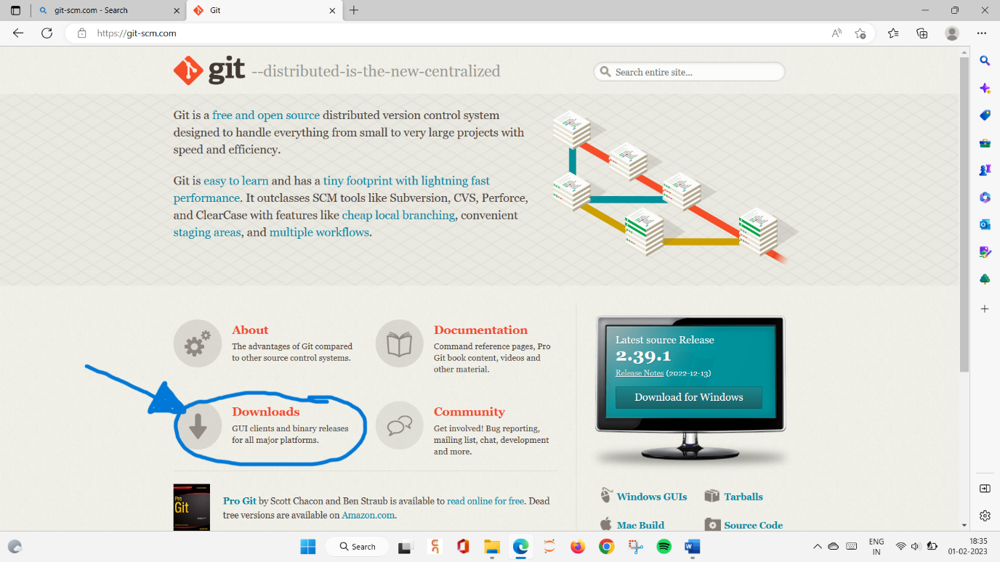 git-scm.com - Search
Git
https://git-scm.com
git --distributed-is-the-new-centralized
Search entire site...
Git is a free and open source distributed version control system
designed to handle everything from small to very large projects with
speed and efficiency.
Git is easy to learn and has a tiny footprint with lightning fast
performance. It outclasses SCM tools like Subversion, CVS, Perforce,
and ClearCase with features like cheap local branching, convenient
staging areas, and multiple workflows.
About
The advantages of Git compared
to other source control systems.
Documentation
Command reference pages, Pro
Git book content, videos and
other material.
Downloads
GUI clients and binary releases
for all major platforms.
Community
Get involved! Bug reporting,
mailing list, chat, development
and more.
Latest source Release
2.39.1
Release Notes (2022-12-13)
Download for Windows
Pro
Git
Pro Git by Scott Chacon and Ben Straub is available to read online for free. Dead
tree versions are available on Amazon.com.
Windows GUIs
Tarballs
Mac Build
Source Code
Search
ENG
IN
18:35
01-02-2023